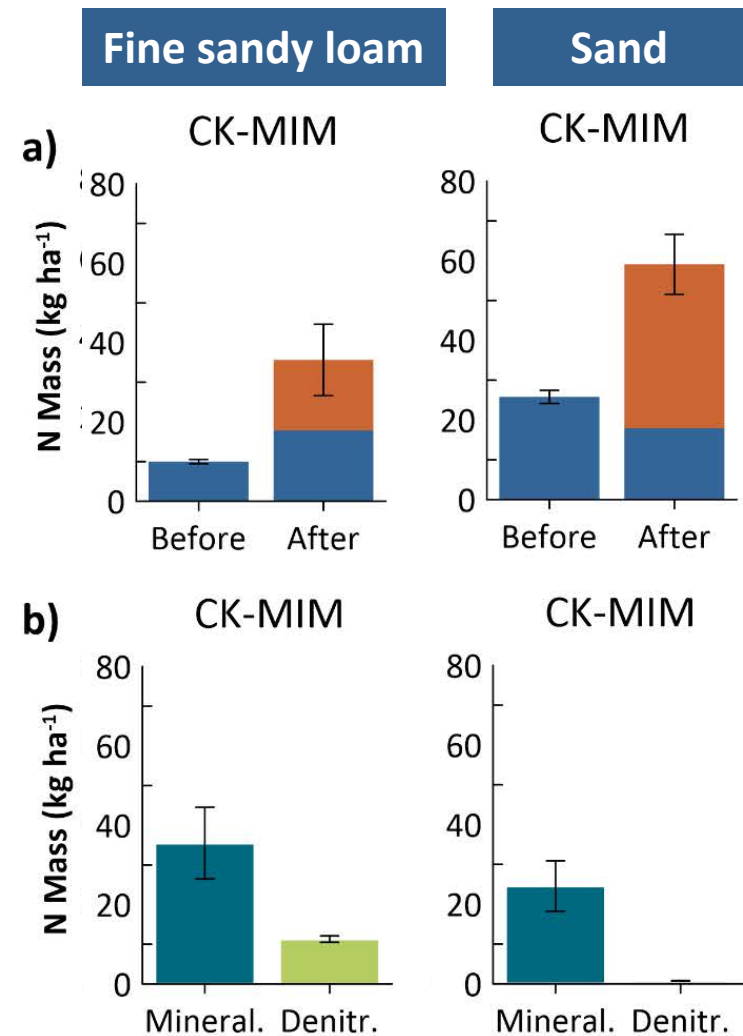 Fine sandy loam
Sand
a)
CK-MIM
CK-MIM
N Mass (kg ha⁻¹)
80
60
40
20
0
Before After
80
60
40
20
0
Before After
b)
CK-MIM
CK-MIM
N Mass (kg ha⁻¹)
80
60
40
20
0
Mineral. Denitr.
80
60
40
20
0
Mineral. Denitr.